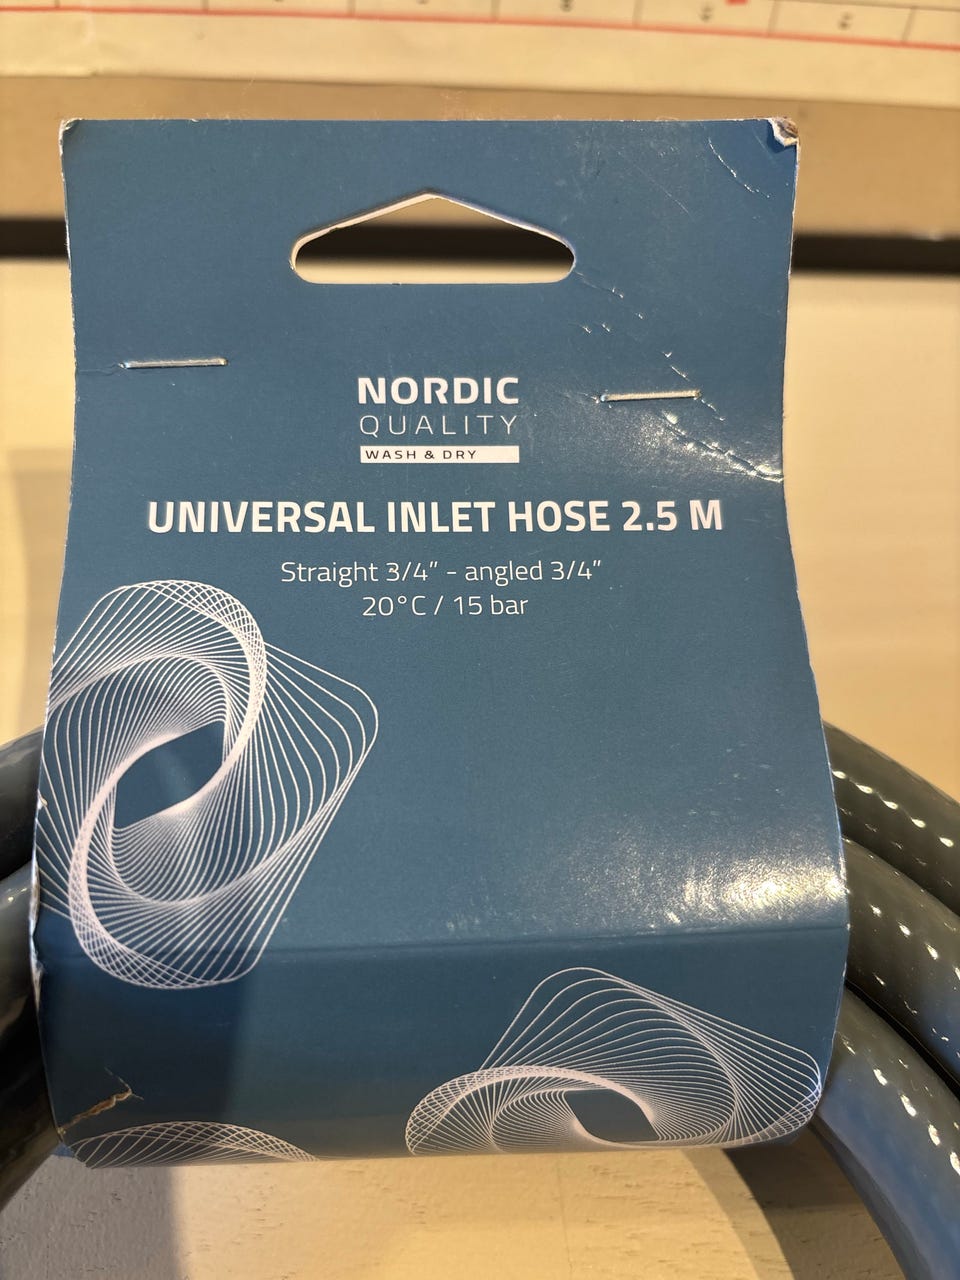 NORDIC
QUALITY
WASH & DRY
UNIVERSAL INLET HOSE 2.5 M
Straight 3/4” - angled 3/4”
20°C / 15 bar